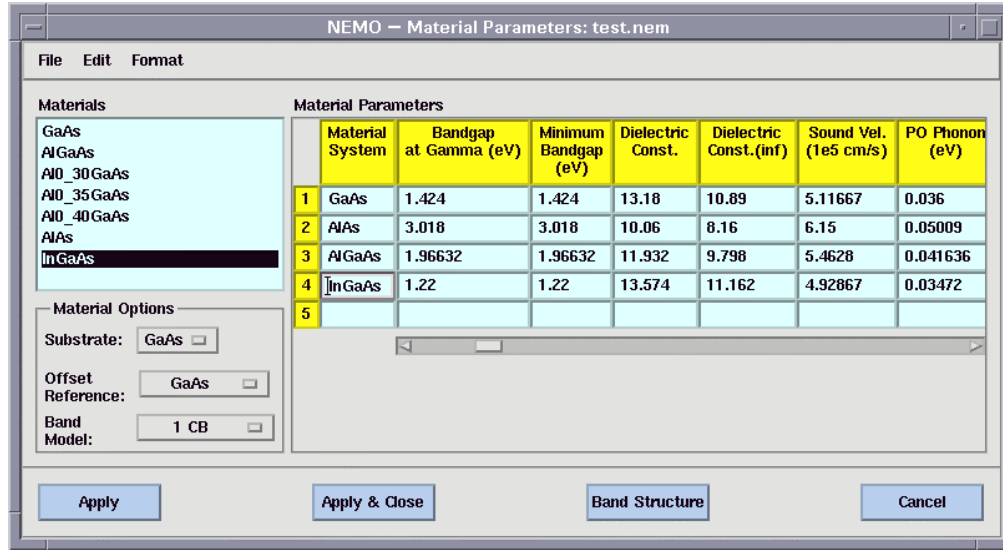 NEMO — Material Parameters: test.nem
File Edit Format
Materials
GaAs
AlGaAs
Al0_30GaAs
Al0_35GaAs
Al0_40GaAs
AlAs
InGaAs
Material Options
Substrate: GaAs
Offset
Reference: GaAs
Band
Model: 1 CB
Material Parameters
Material System Bandgap at Gamma (eV) Minimum Bandgap (eV) Dielectric Const. Dielectric Const.(inf) Sound Vel. (1e5 cm/s) PO Phonon (eV)
1 GaAs 1.424 1.424 13.18 10.89 5.11667 0.036
2 AlAs 3.018 3.018 10.06 8.16 6.15 0.05009
3 AlGaAs 1.96632 1.96632 11.932 9.798 5.4628 0.041636
4 InGaAs 1.22 1.22 13.574 11.162 4.92867 0.03472
5
Apply Apply & Close Band Structure Cancel